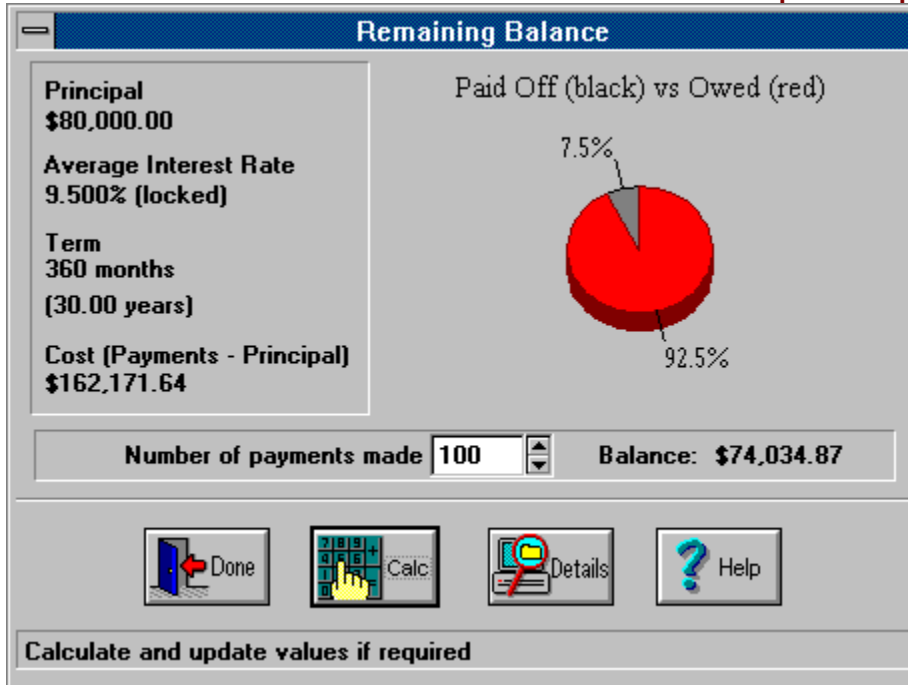 Remaining Balance
Principal
$80,000.00
Average Interest Rate
9.500% (locked)
Term
360 months
(30.00 years)
Cost (Payments - Principal)
$162,171.64
Paid Off (black) vs Owed (red)
7.5%
92.5%
Number of payments made 100 Balance: $74,034.87
Done Calc Details Help
Calculate and update values if required